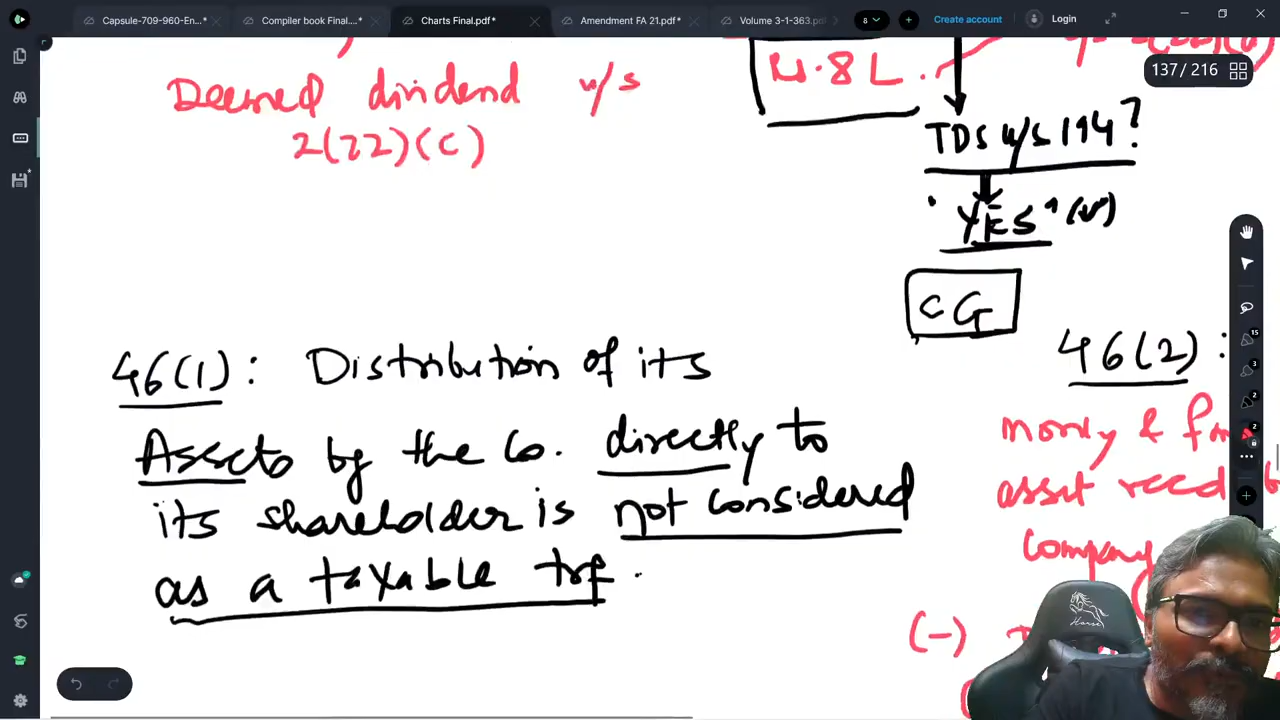 Capsule-709-960-En...*
Compiler book Final....*
Charts Final.pdf*
Amendment FA 21.pdf*
Volume 3-1-363.pd
8
Create account
Login
137/216
Deemed dividend u/s
2(22)(c)
4.8 L
TDS u/s 194?
YES
CG
46(1): Distribution of its
Assets by the Co. directly to
its shareholder is not considered
as a taxable trf.
46(2):
money &
asset recd
company
(-)
Horse